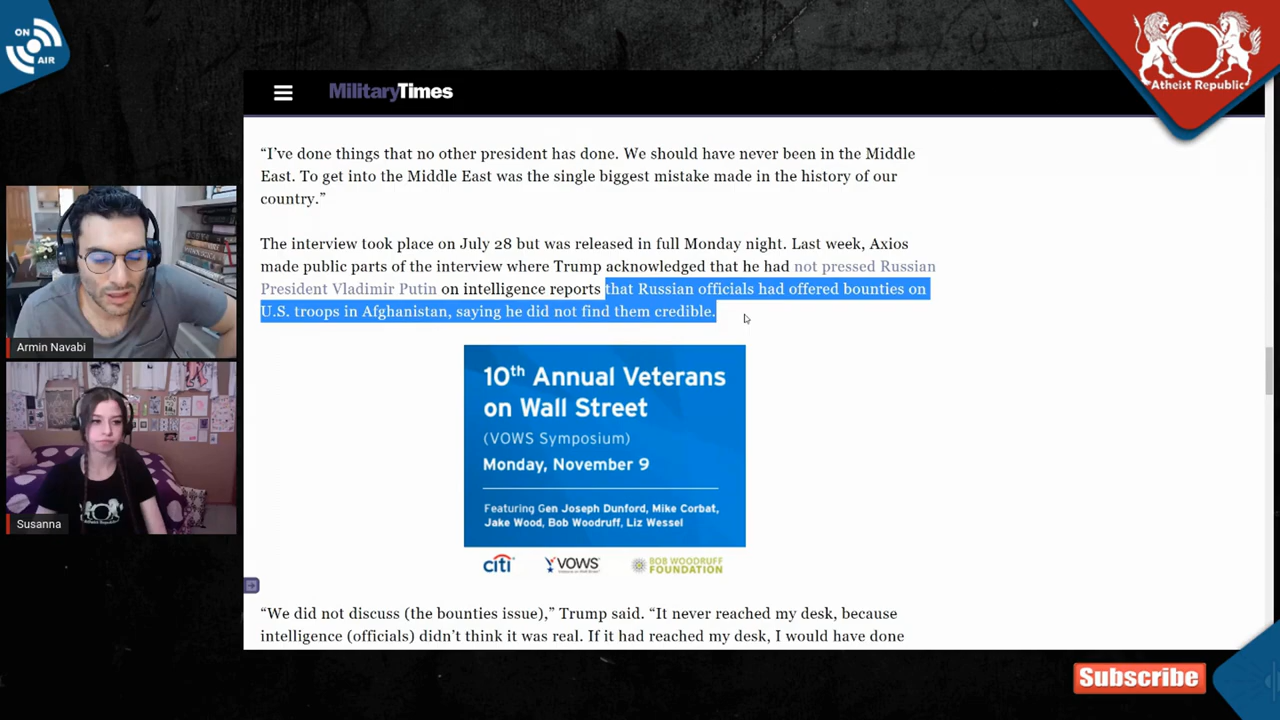 ON
AIR
Atheist Republic
MilitaryTimes
“I’ve done things that no other president has done. We should have never been in the Middle
East. To get into the Middle East was the single biggest mistake made in the history of our
country.”
The interview took place on July 28 but was released in full Monday night. Last week, Axios
made public parts of the interview where Trump acknowledged that he had not pressed Russian
President Vladimir Putin on intelligence reports that Russian officials had offered bounties on
U.S. troops in Afghanistan, saying he did not find them credible.
Armin Navabi
Susanna
10th Annual Veterans
on Wall Street
(VOWS Symposium)
Monday, November 9
Featuring Gen Joseph Dunford, Mike Corbat,
Jake Wood, Bob Woodruff, Liz Wessel
citi
VOWS
BOB WOODRUFF
FOUNDATION
“We did not discuss (the bounties issue),” Trump said. “It never reached my desk, because
intelligence (officials) didn’t think it was real. If it had reached my desk, I would have done
Subscribe